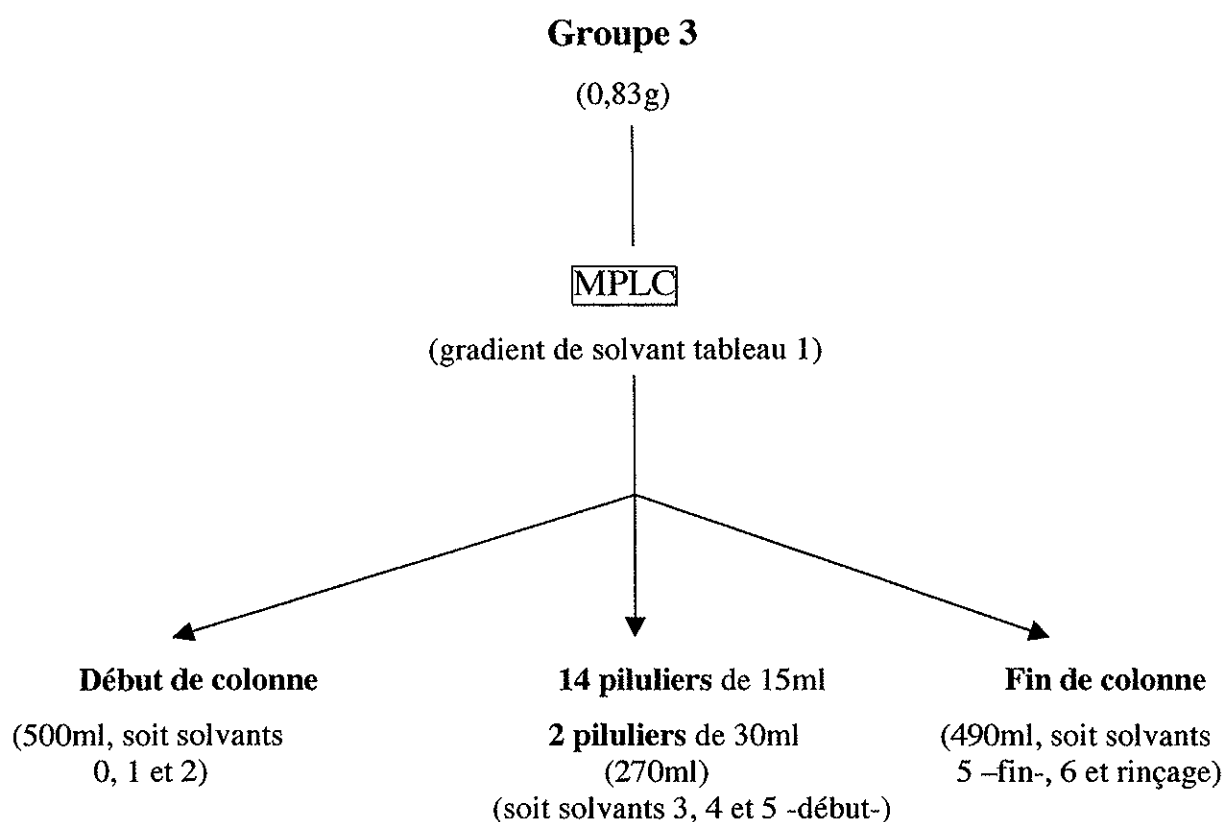 Groupe 3
(0,83g)
MPLC
(gradient de solvant tableau 1)
Début de colonne
(500ml, soit solvants
0, 1 et 2)
14 piluliers de 15ml
2 piluliers de 30ml
(270ml)
(soit solvants 3, 4 et 5 -début-)
Fin de colonne
(490ml, soit solvants
5 –fin-, 6 et rinçage)